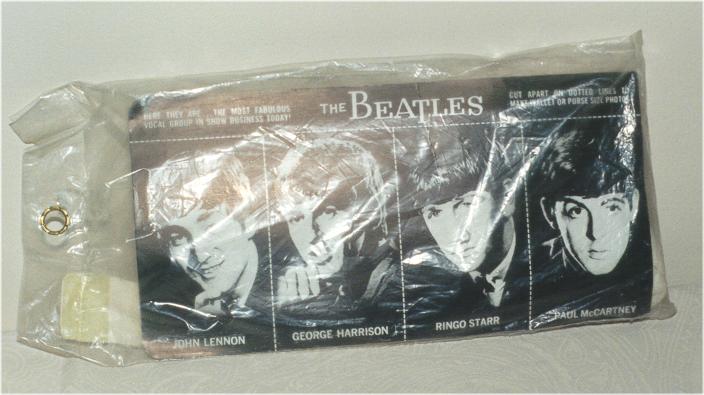 HERE THEY ARE THE MOST FABULOUS
VOCAL GROUP IN SHOW BUSINESS TODAY!
THE BEATLES
CUT APART ON DOTTED LINES TO
MAKE WALLET OR PURSE SIZE PHOTOS
JOHN LENNON
GEORGE HARRISON
RINGO STARR
PAUL McCARTNEY